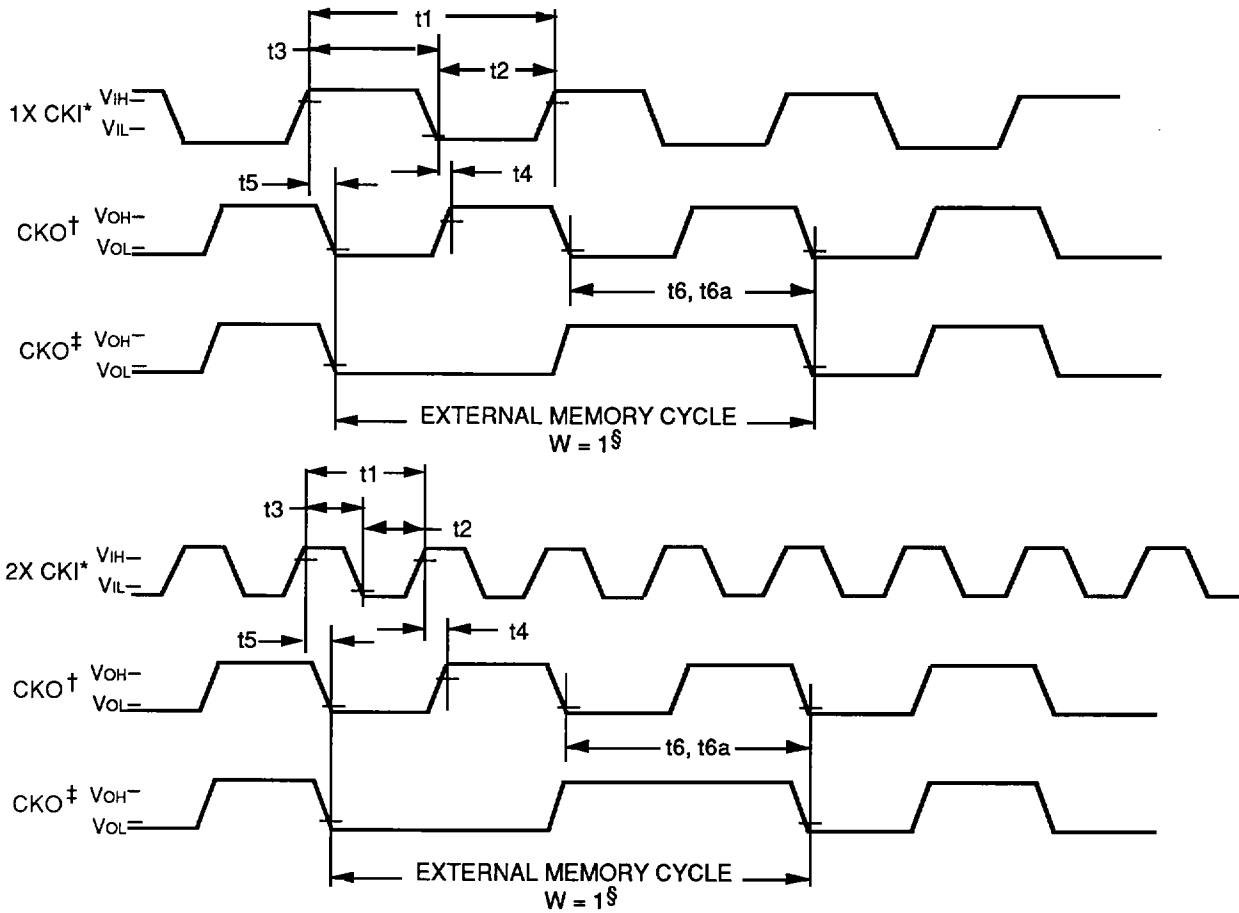 t1
t3
t2
1X CKI*
VIH
VIL
t5
t4
CKO†
VOH
VOL
t6, t6a
CKO‡
VOH
VOL
EXTERNAL MEMORY CYCLE
W = 1§
t1
t3
t2
2X CKI*
VIH
VIL
t5
t4
CKO†
VOH
VOL
t6, t6a
CKO‡
VOH
VOL
EXTERNAL MEMORY CYCLE
W = 1§